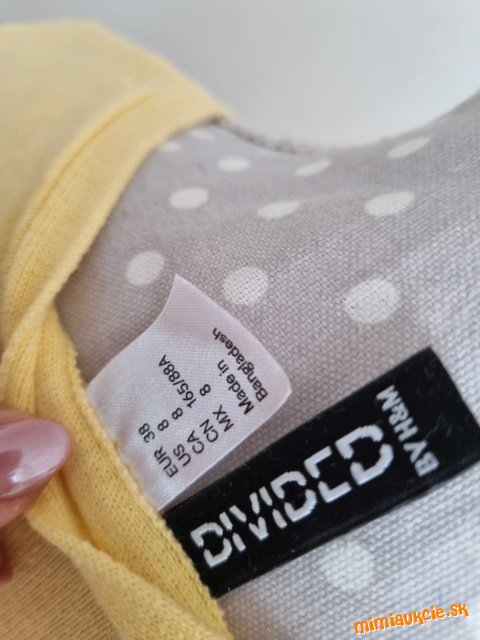 EUR 38
US 8
CA 8
CN 165/88A
MX 8
Made in
Bangladesh
DIVIDED
BY H&M
mimiaukcie.sk